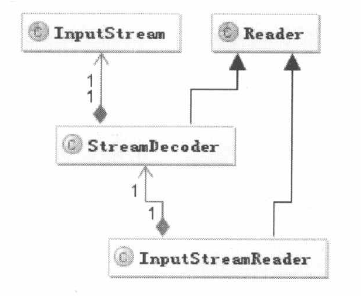 C InputStream
C Reader
1
1
C StreamDecoder
1
1
C InputStreamReader